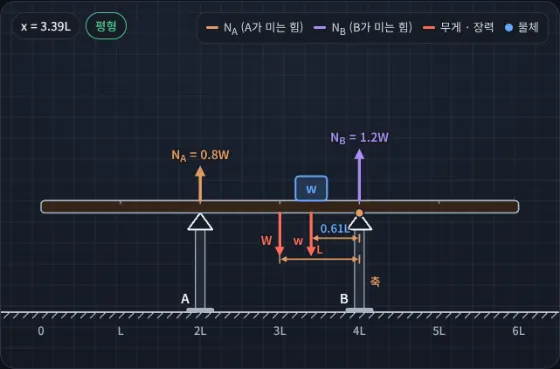 x = 3.39L 평형 N_A (A가 미는 힘) N_B (B가 미는 힘) 무게 · 장력 물체
N_B = 1.2W
N_A = 0.8W
w
0.61L
W w L
축
A B
0 L 2L 3L 4L 5L 6L